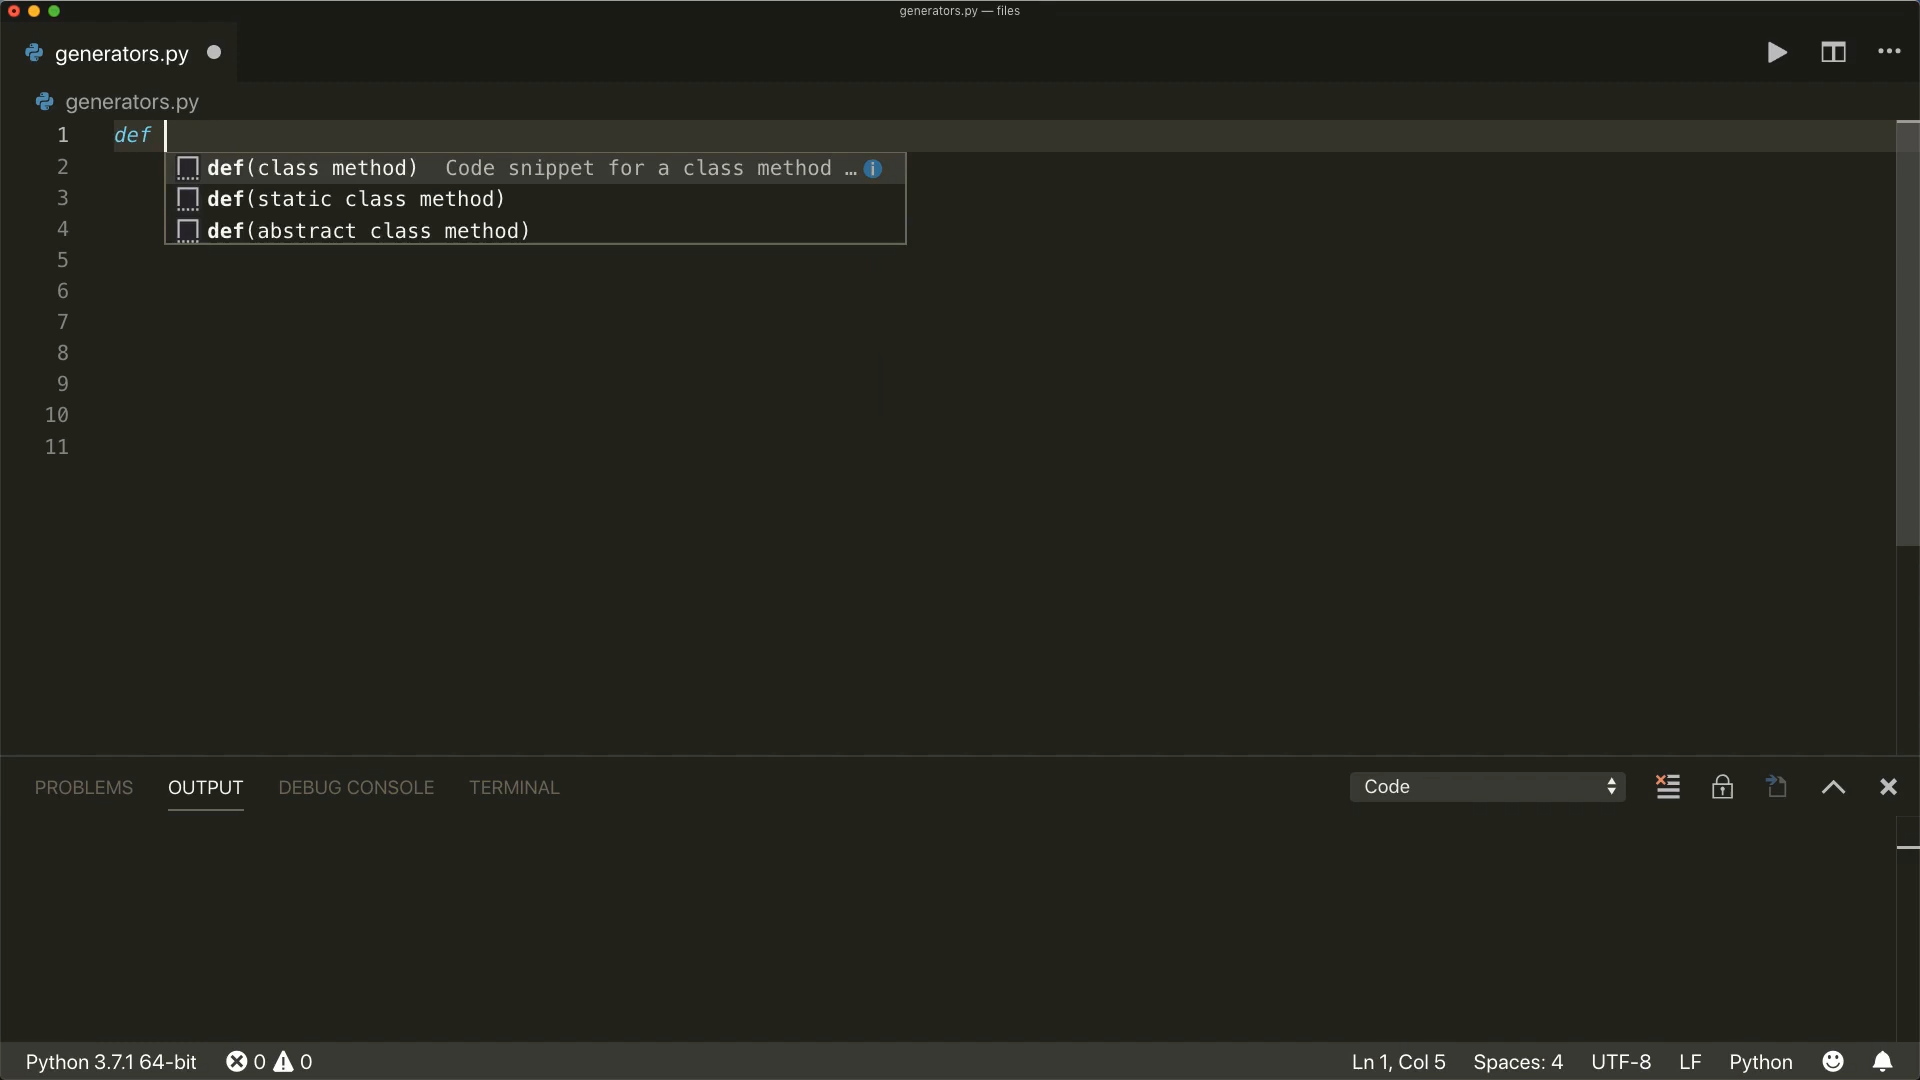 generators.py — files
generators.py
generators.py
1 def
2 def(class method) Code snippet for a class method …
3 def(static class method)
4 def(abstract class method)
5
6
7
8
9
10
11
PROBLEMS OUTPUT DEBUG CONSOLE TERMINAL Code
Python 3.7.1 64-bit 0 0 Ln 1, Col 5 Spaces: 4 UTF-8 LF Python